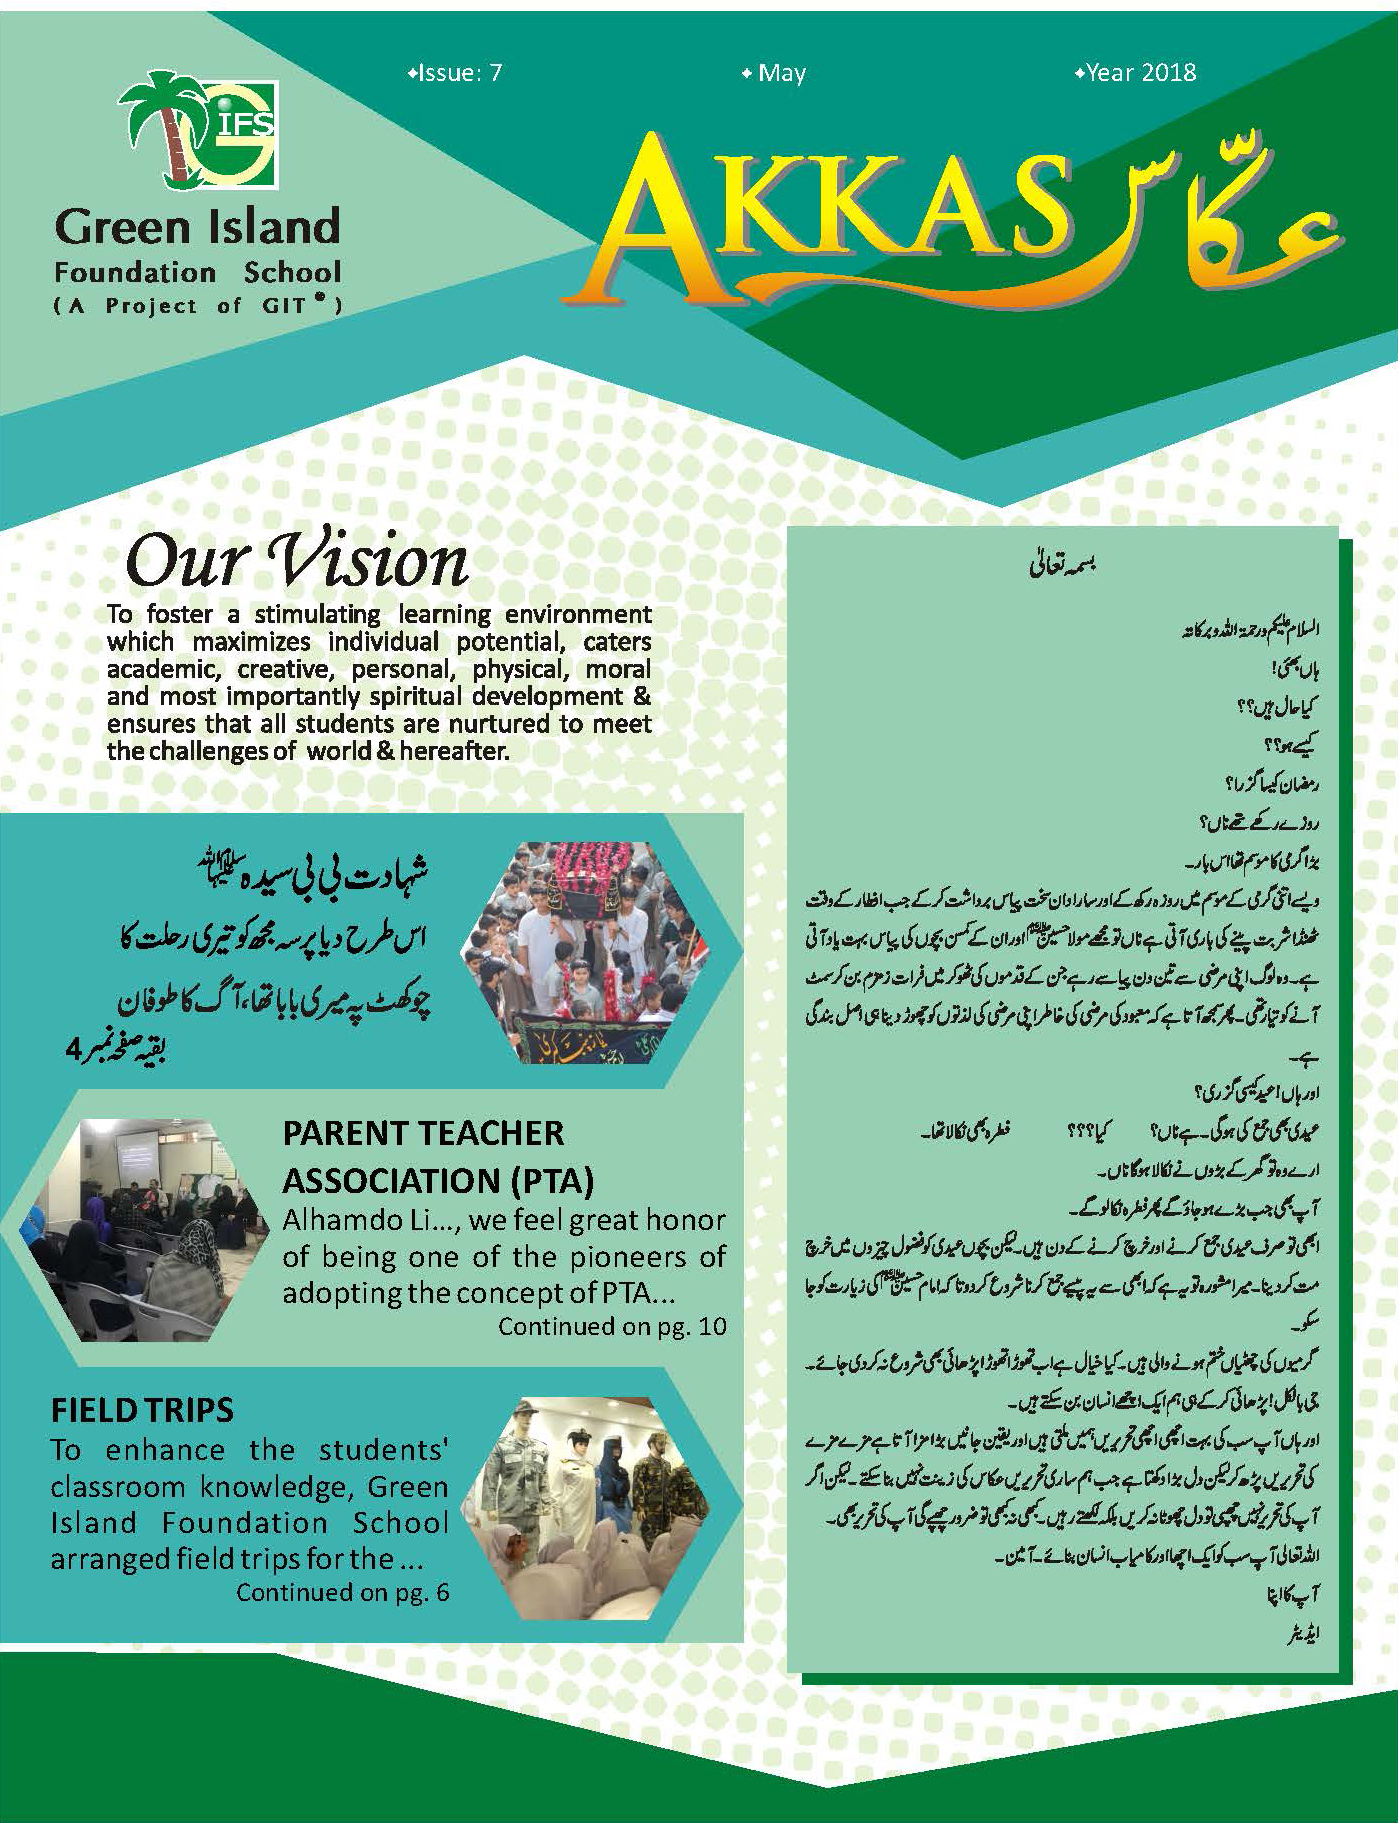 ◆Issue: 7
◆ May
◆Year 2018
iFS
G
Green Island
Foundation School
( A Project of GIT ® )
AKKAS عکّاس
Our Vision
To foster a stimulating learning environment
which maximizes individual potential, caters
academic, creative, personal, physical, moral
and most importantly spiritual development &
ensures that all students are nurtured to meet
the challenges of world & hereafter.
شہادت بی بی سیدہ
اس طرح دیا پرسہ مجھ کو تیری رحلت کا
چوکھٹ پہ میری بابا تھا، آگ کا طوفان
بقیہ صفحہ نمبر 4
PARENT TEACHER
ASSOCIATION (PTA)
Alhamdo Li..., we feel great honor
of being one of the pioneers of
adopting the concept of PTA...
Continued on pg. 10
FIELD TRIPS
To enhance the students'
classroom knowledge, Green
Island Foundation School
arranged field trips for the ...
Continued on pg. 6
بسمہ تعالیٰ
السلام علیکم ورحمۃ اللہ وبرکاتہ
ہاں بھئی!
کیا حال ہیں؟؟
کیسے ہو؟؟
رمضان کیسا گزرا؟
روزے رکھے تھے ناں؟
بڑا گرمی کا موسم تھا اس بار۔
ویسے اتنی گرمی کے موسم میں روزہ رکھ کے اور سارا دن سخت پیاس برداشت کر کے جب افطار کے وقت
ٹھنڈا شربت پینے کی باری آتی ہے ناں تو مجھے مولا حسینؑ اور ان کے کمسن بچوں کی پیاس بہت یاد آتی
ہے۔ وہ لوگ اپنی مرضی سے تین دن پیاسے رہے جن کے قدموں کی ٹھوکر میں فرات زمزم بن کر سمٹ
آنے کو تیار تھی۔ پھر سمجھ آتا ہے کہ معبود کی مرضی کی خاطر اپنی مرضی کی لذتوں کو چھوڑ دینا ہی اصل بندگی
ہے۔
اور ہاں! عید کیسی گزری؟
عیدی بھی جمع کی ہوگی۔ ہے ناں؟ کیا؟؟؟ فطرہ بھی نکالا تھا۔
ارے وہ تو گھر کے بڑوں نے نکالا ہوگا ناں۔
آپ بھی جب بڑے ہو جاؤ گے پھر فطرہ نکالو گے۔
ابھی تو صرف عیدی جمع کرنے اور خرچ کرنے کے دن ہیں۔ لیکن بچوں عیدی کو فضول چیزوں میں خرچ
مت کر دینا۔ میرا مشورہ تو یہ ہے کہ ابھی سے یہ پیسے جمع کرنا شروع کر دو تا کہ امام حسینؑ کی زیارت کو جا
سکو۔
گرمیوں کی چھٹیاں ختم ہونے والی ہیں۔ کیا خیال ہے اب تھوڑا تھوڑا پڑھائی بھی شروع نہ کر دی جائے۔
جی بالکل! پڑھائی کر کے ہی ہم ایک اچھے انسان بن سکتے ہیں۔
اور ہاں آپ سب کی بہت اچھی اچھی تحریریں ہمیں ملتی ہیں اور یقین جانیں بڑا مزا آتا ہے مزے مزے
کی تحریریں پڑھ کر لیکن دل بڑا دکھتا ہے جب ہم ساری تحریریں عکاس کی زینت نہیں بنا سکتے۔ لیکن اگر
آپ کی تحریر نہیں چھپی تو دل چھوٹا نہ کریں بلکہ لکھتے رہیں۔ کبھی نہ کبھی تو ضرور چھپے گی آپ کی تحریر بھی۔
اللہ تعالیٰ آپ سب کو ایک اچھا اور کامیاب انسان بنائے۔ آمین۔
آپ کا اپنا
ایڈیٹر